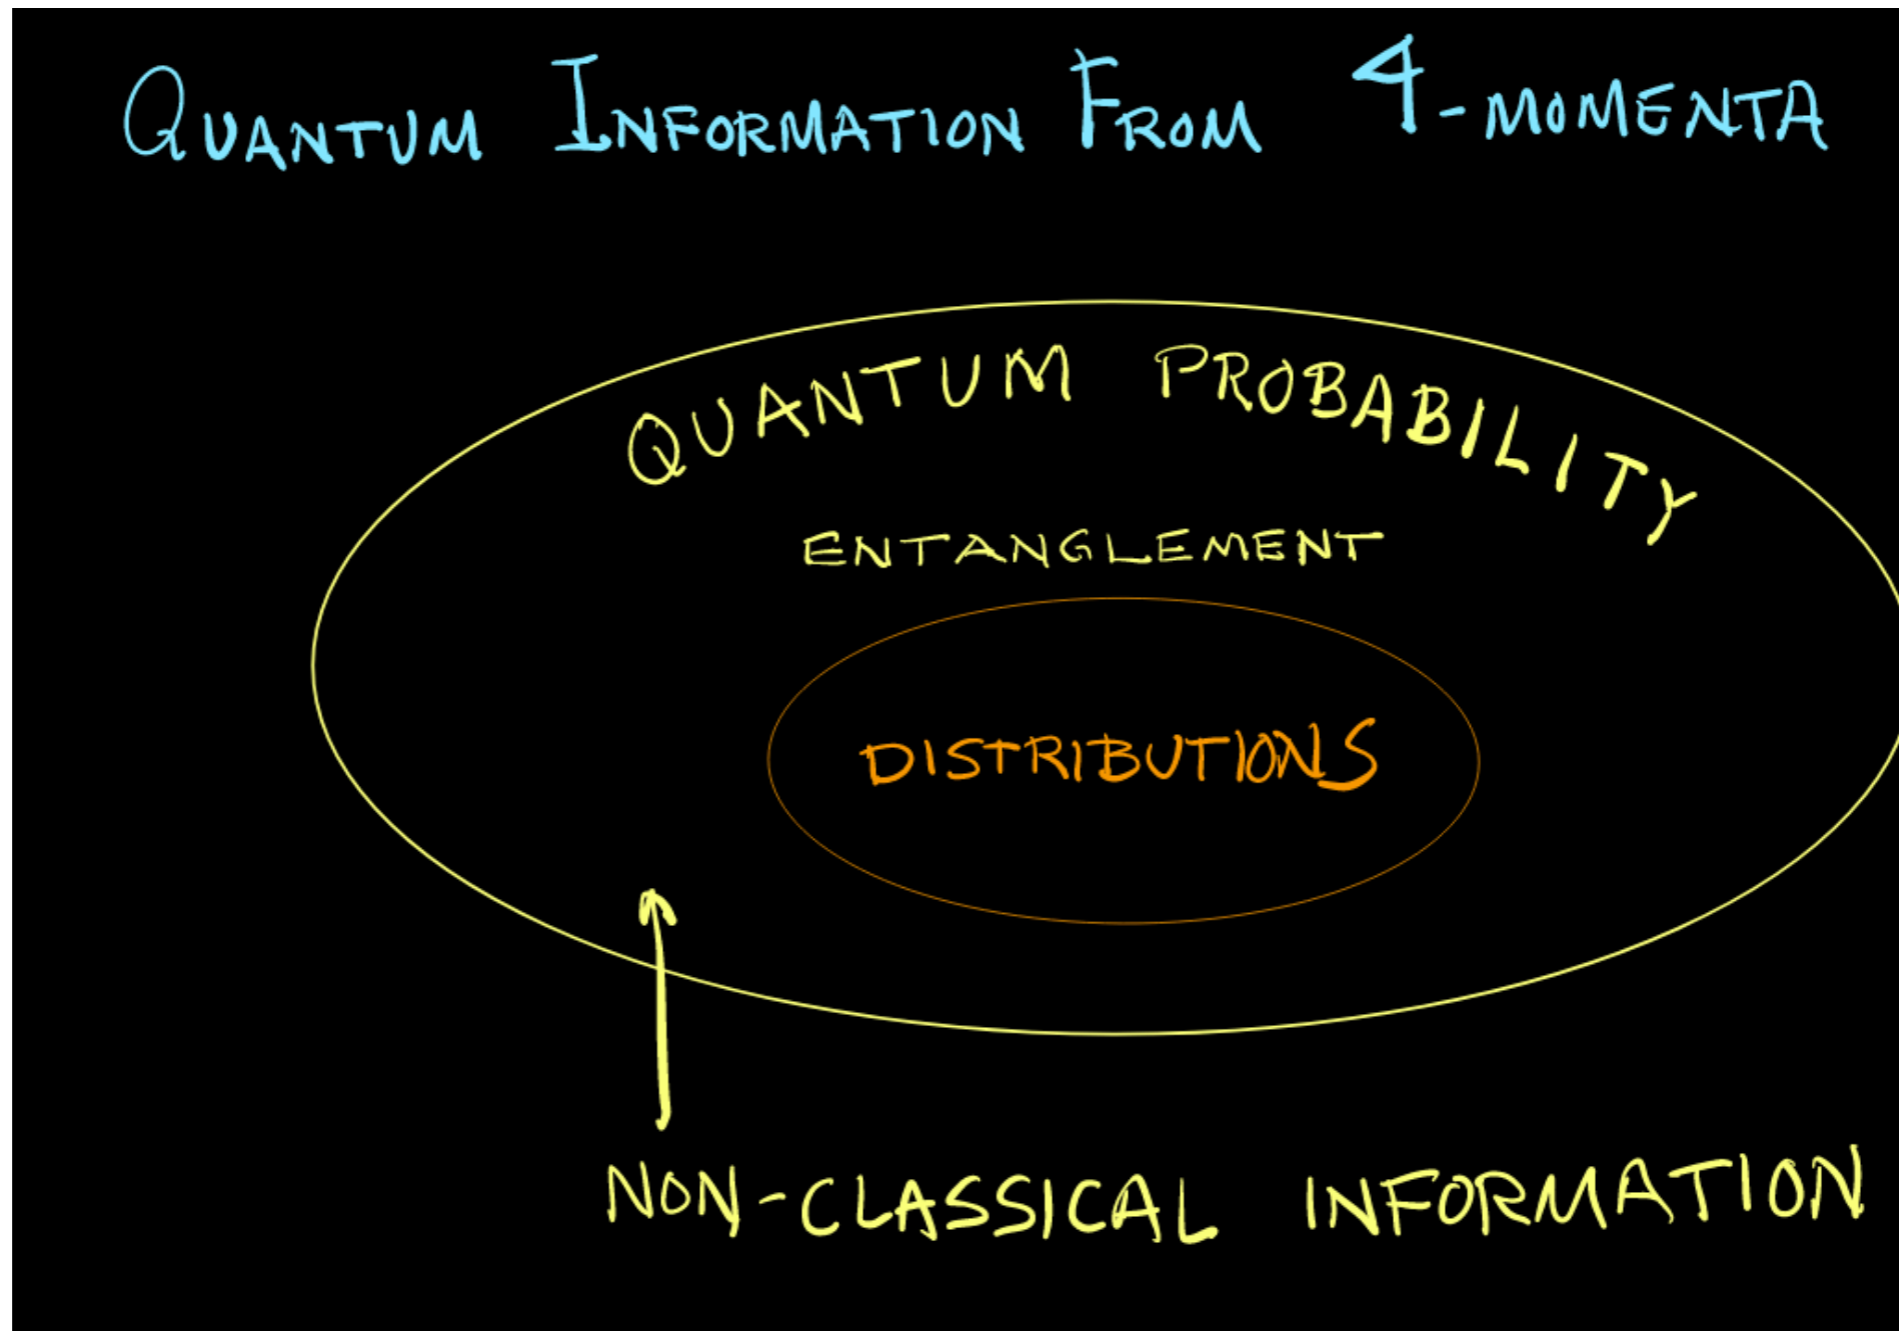 QUANTUM INFORMATION FROM 4-MOMENTA
QUANTUM PROBABILITY
ENTANGLEMENT
DISTRIBUTIONS
NON-CLASSICAL INFORMATION